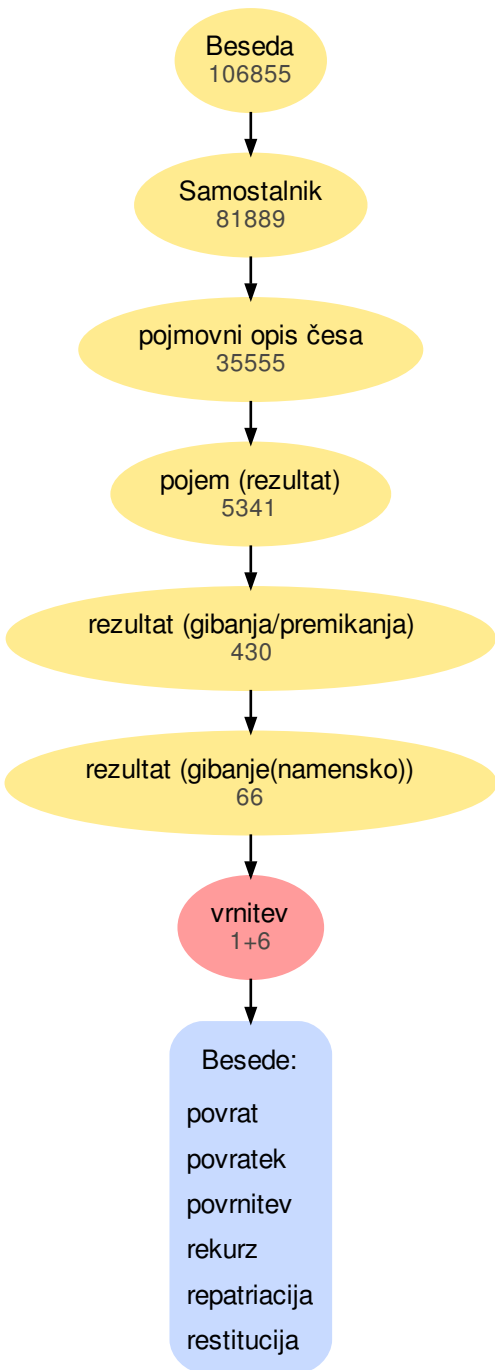 Beseda
106855
Samostalnik
81889
pojmovni opis česa
35555
pojem (rezultat)
5341
rezultat (gibanja/premikanja)
430
rezultat (gibanje(namensko))
66
vrnitev
1+6
Besede:
povrat
povratek
povrnitev
rekurz
repatriacija
restitucija